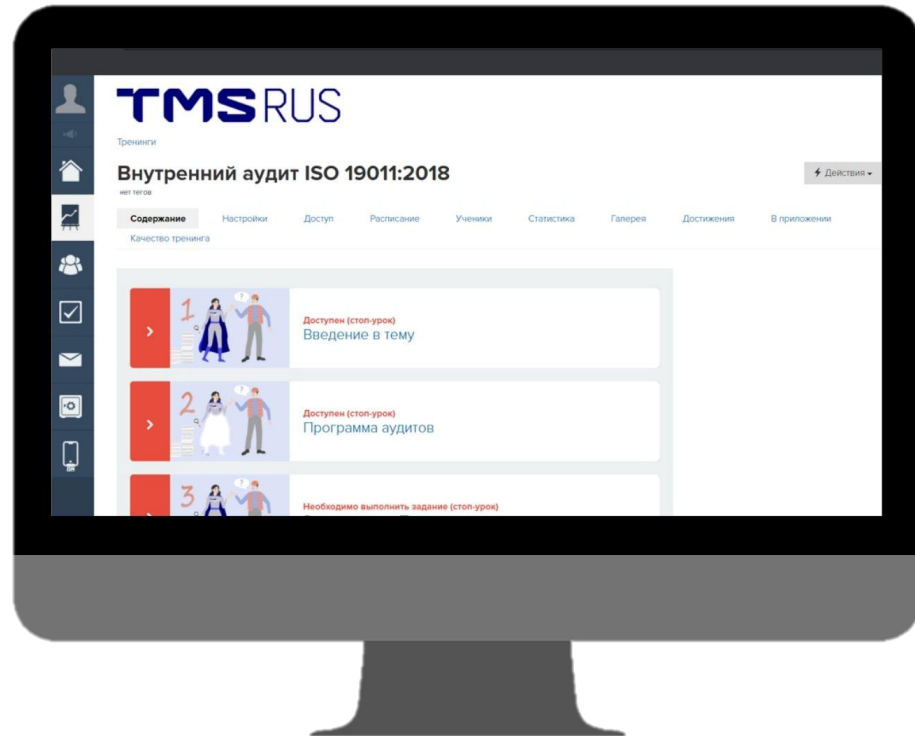 TMSRUS
Тренинги
Внутренний аудит ISO 19011:2018
Действия
нет тегов
Содержание Настройки Доступ Расписание Ученики Статистика Галерея Достижения В приложении
Качество тренинга
1
?
Доступен (стоп-урок)
Введение в тему
2
?
Доступен (стоп-урок)
Программа аудитов
3
?
Необходимо выполнить задание (стоп-урок)